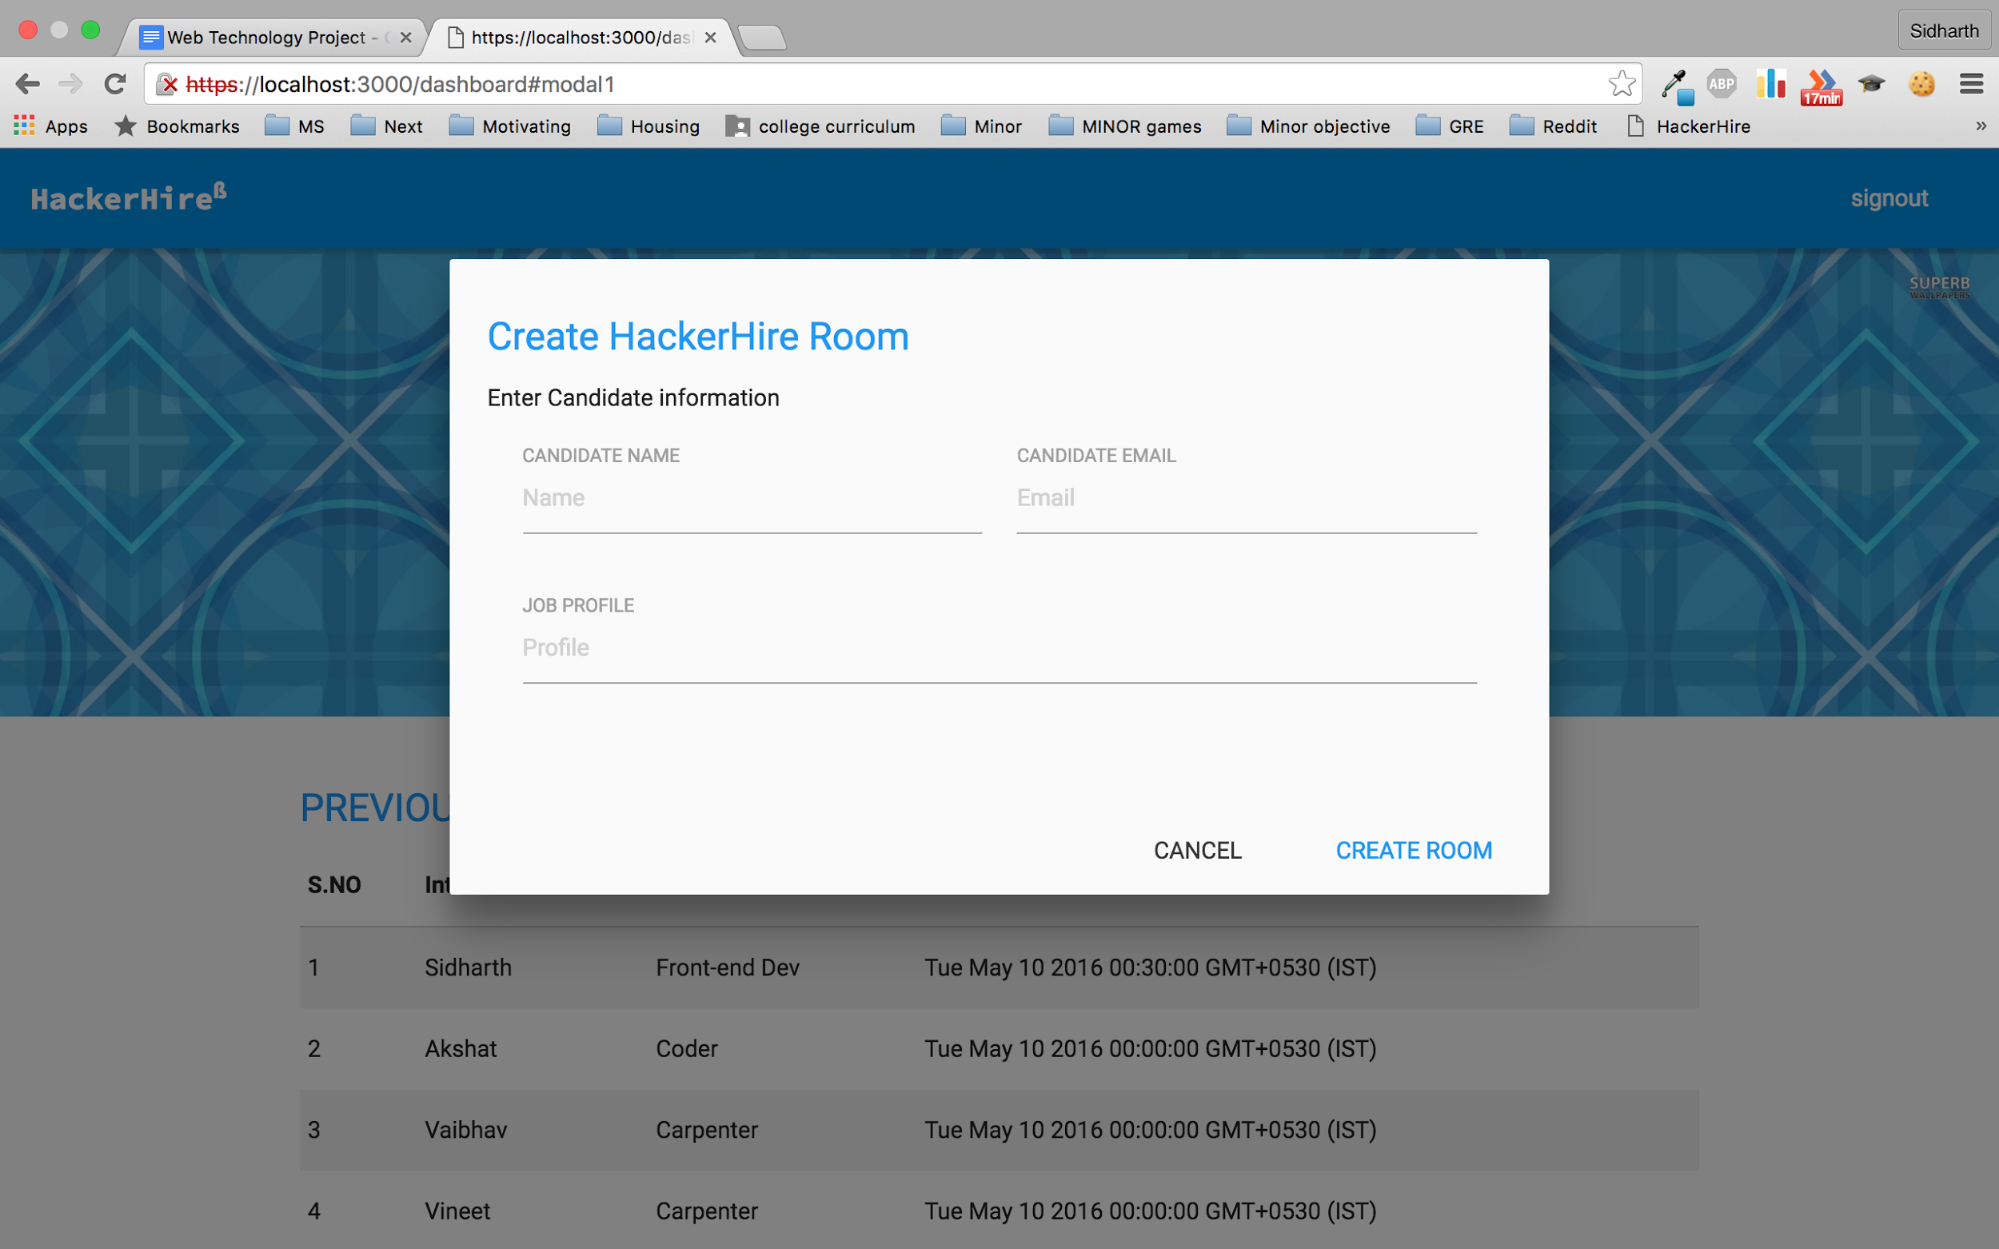 Web Technology Project -
https://localhost:3000/das
Sidharth
https://localhost:3000/dashboard#modal1
ABP
17min
Apps Bookmarks MS Next Motivating Housing college curriculum Minor MINOR games Minor objective GRE Reddit HackerHire »
HackerHireß
signout
SUPERB
WALLPAPERS
Create HackerHire Room
Enter Candidate information
CANDIDATE NAME CANDIDATE EMAIL
Name Email
JOB PROFILE
Profile
CANCEL CREATE ROOM
PREVIOU
S.NO Int
1 Sidharth Front-end Dev Tue May 10 2016 00:30:00 GMT+0530 (IST)
2 Akshat Coder Tue May 10 2016 00:00:00 GMT+0530 (IST)
3 Vaibhav Carpenter Tue May 10 2016 00:00:00 GMT+0530 (IST)
4 Vineet Carpenter Tue May 10 2016 00:00:00 GMT+0530 (IST)